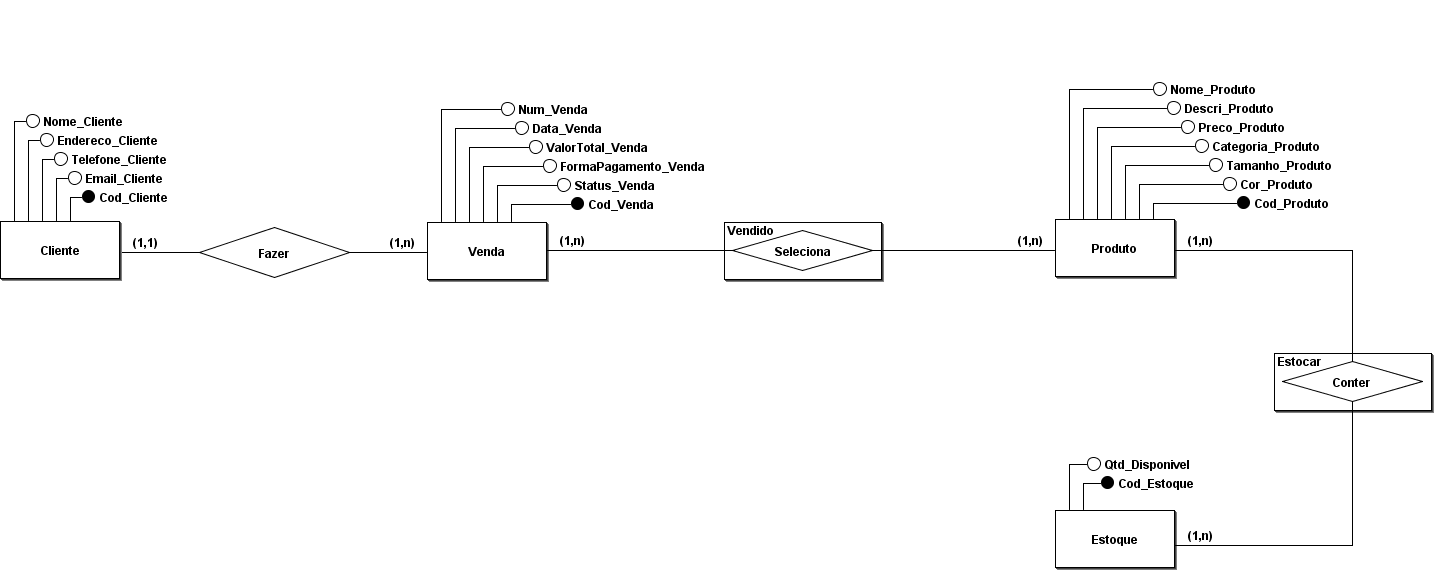 Nome_Cliente
Endereco_Cliente
Telefone_Cliente
Email_Cliente
Cod_Cliente
Cliente
(1,1)
Fazer
(1,n)
Num_Venda
Data_Venda
ValorTotal_Venda
FormaPagamento_Venda
Status_Venda
Cod_Venda
Venda
(1,n)
Vendido
Seleciona
(1,n)
Nome_Produto
Descri_Produto
Preco_Produto
Categoria_Produto
Tamanho_Produto
Cor_Produto
Cod_Produto
Produto
(1,n)
Estocar
Conter
Qtd_Disponivel
Cod_Estoque
Estoque
(1,n)